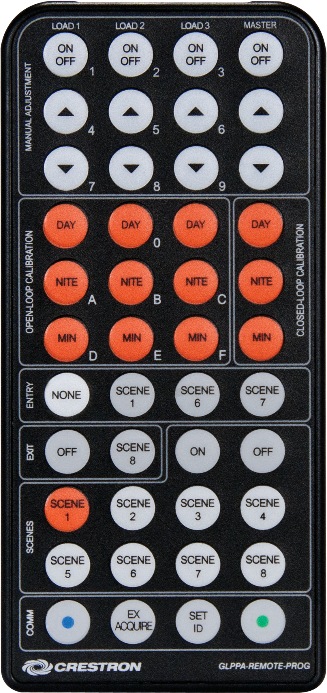 LOAD 1 LOAD 2 LOAD 3 MASTER
MANUAL ADJUSTMENT
ON ON ON ON
OFF OFF OFF OFF
1 2 3
4 5 6
7 8 9
OPEN-LOOP CALIBRATION
CLOSED-LOOP CALIBRATION
DAY DAY DAY DAY
0
NITE NITE NITE NITE
A B C
MIN MIN MIN MIN
D E F
ENTRY
NONE SCENE SCENE SCENE
1 6 7
EXIT
OFF SCENE ON OFF
8
SCENES
SCENE SCENE SCENE SCENE
1 2 3 4
SCENE SCENE SCENE SCENE
5 6 7 8
COMM
EX SET
ACQUIRE ID
CRESTRON GLPPA-REMOTE-PROG